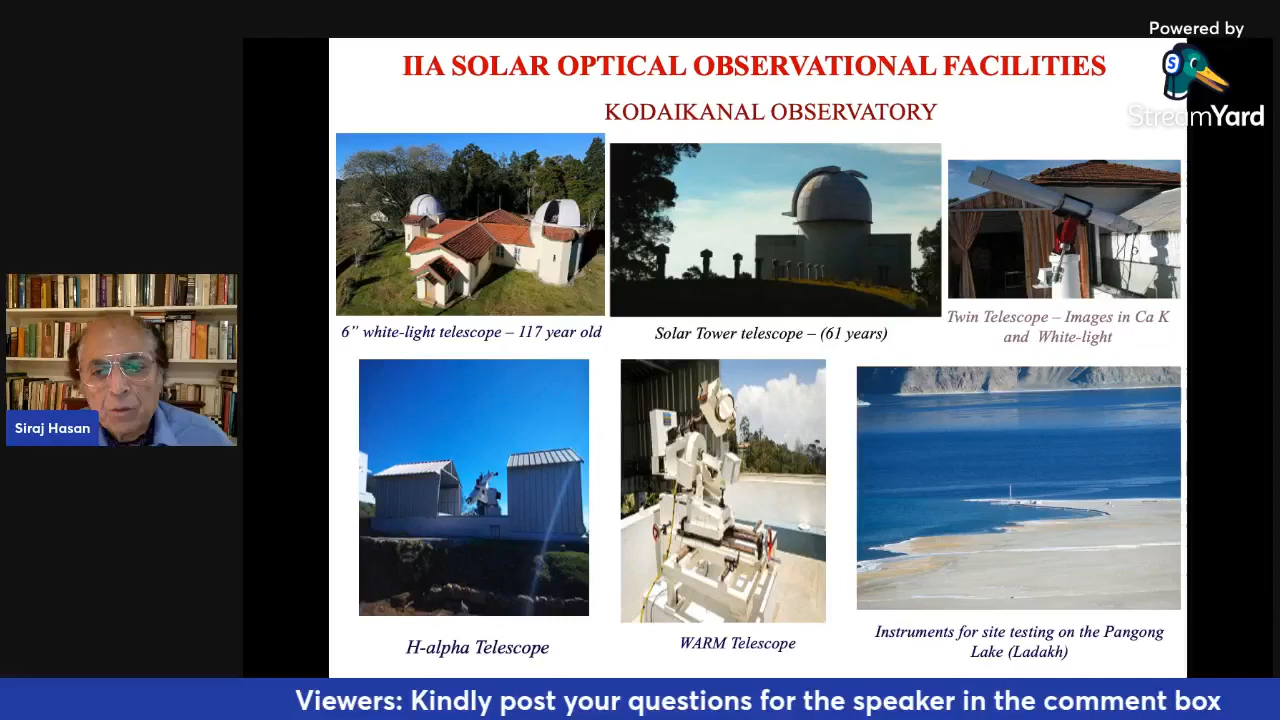 Powered by
StreamYard
IIA SOLAR OPTICAL OBSERVATIONAL FACILITIES
KODAIKANAL OBSERVATORY
6” white-light telescope – 117 year old
Solar Tower telescope – (61 years)
Twin Telescope – Images in Ca K
and White-light
Siraj Hasan
H-alpha Telescope
WARM Telescope
Instruments for site testing on the Pangong
Lake (Ladakh)
Viewers: Kindly post your questions for the speaker in the comment box